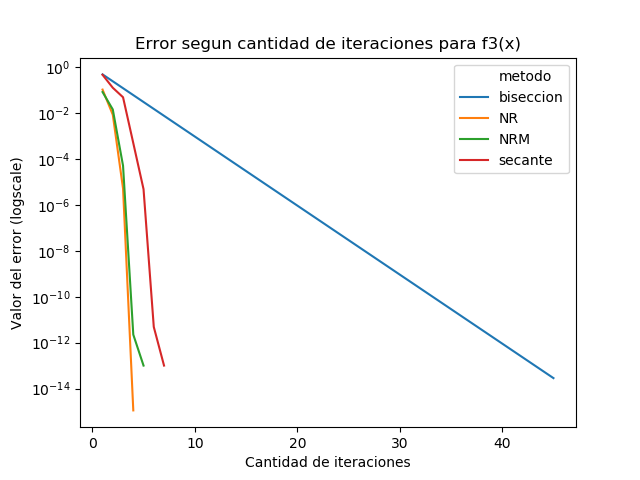 Error segun cantidad de iteraciones para f3(x)
Valor del error (logscale)
10⁰
10⁻²
10⁻⁴
10⁻⁶
10⁻⁸
10⁻¹⁰
10⁻¹²
10⁻¹⁴
metodo
biseccion
NR
NRM
secante
0 10 20 30 40
Cantidad de iteraciones